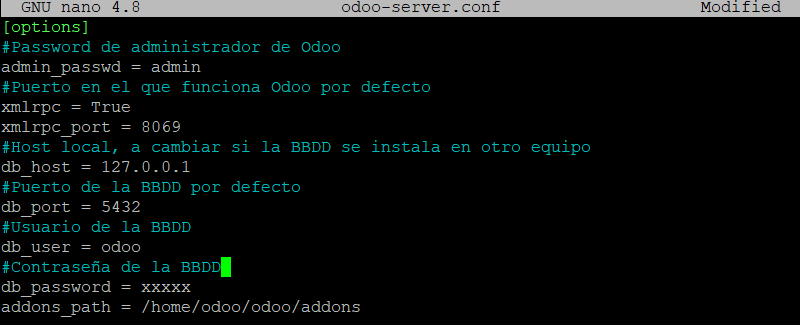 GNU nano 4.8 odoo-server.conf Modified
[options]
#Password de administrador de Odoo
admin_passwd = admin
#Puerto en el que funciona Odoo por defecto
xmlrpc = True
xmlrpc_port = 8069
#Host local, a cambiar si la BBDD se instala en otro equipo
db_host = 127.0.0.1
#Puerto de la BBDD por defecto
db_port = 5432
#Usuario de la BBDD
db_user = odoo
#Contraseña de la BBDD
db_password = xxxxx
addons_path = /home/odoo/odoo/addons